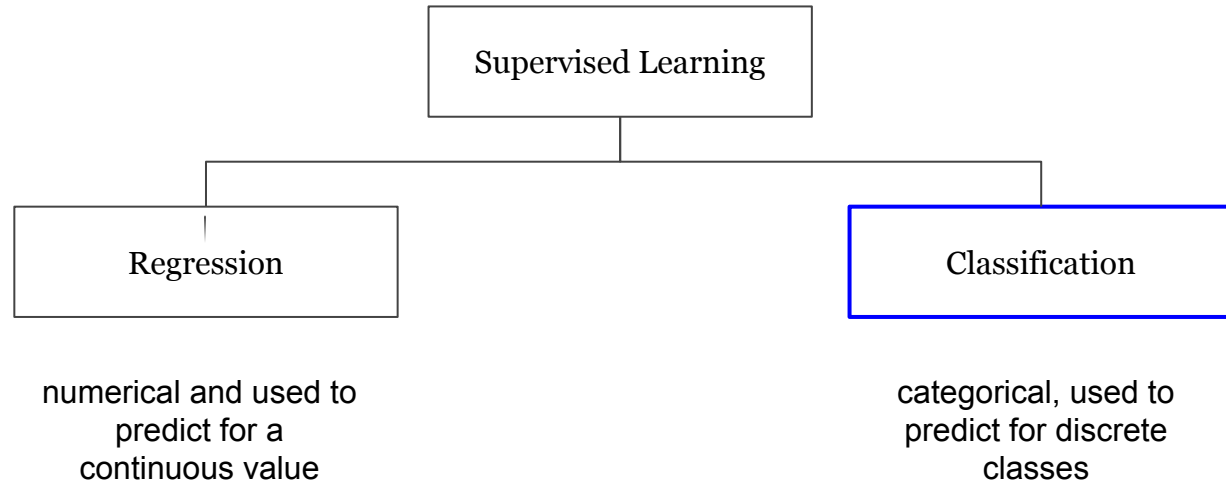 Supervised Learning
Regression
Classification
numerical and used to
predict for a
continuous value
categorical, used to
predict for discrete
classes